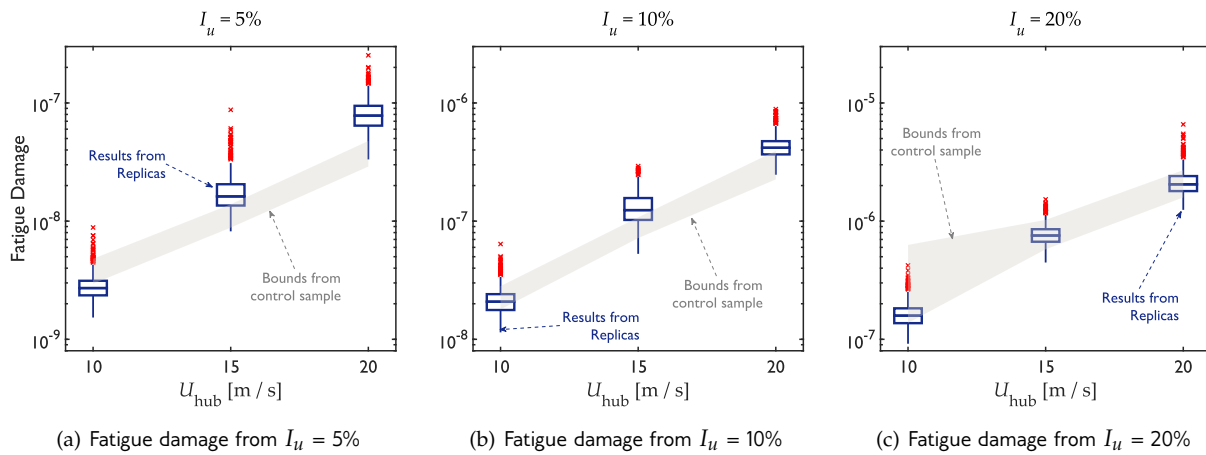 I_u = 5%
Fatigue Damage
10^-7
10^-8
10^-9
Results from
Replicas
Bounds from
control sample
10 15 20
U_hub [m / s]
(a) Fatigue damage from I_u = 5%
I_u = 10%
10^-6
10^-7
10^-8
Bounds from
control sample
Results from
Replicas
10 15 20
U_hub [m / s]
(b) Fatigue damage from I_u = 10%
I_u = 20%
10^-5
10^-6
10^-7
Bounds from
control sample
Results from
Replicas
10 15 20
U_hub [m / s]
(c) Fatigue damage from I_u = 20%